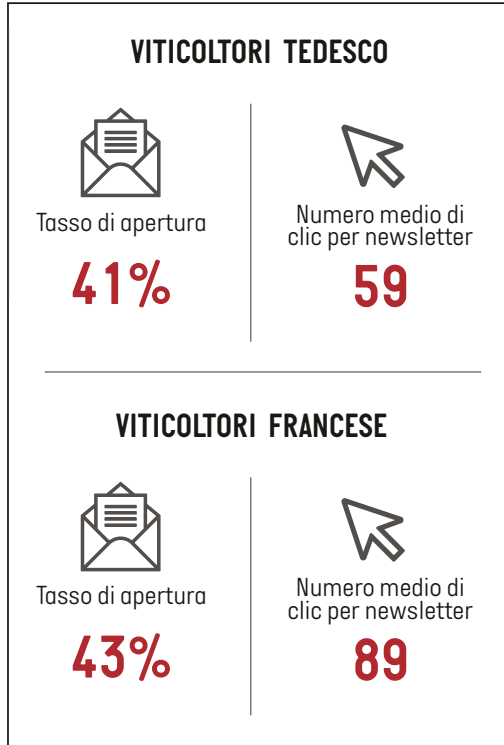 VITICOLTORI TEDESCO
Tasso di apertura
41%
Numero medio di
clic per newsletter
59
VITICOLTORI FRANCESE
Tasso di apertura
43%
Numero medio di
clic per newsletter
89